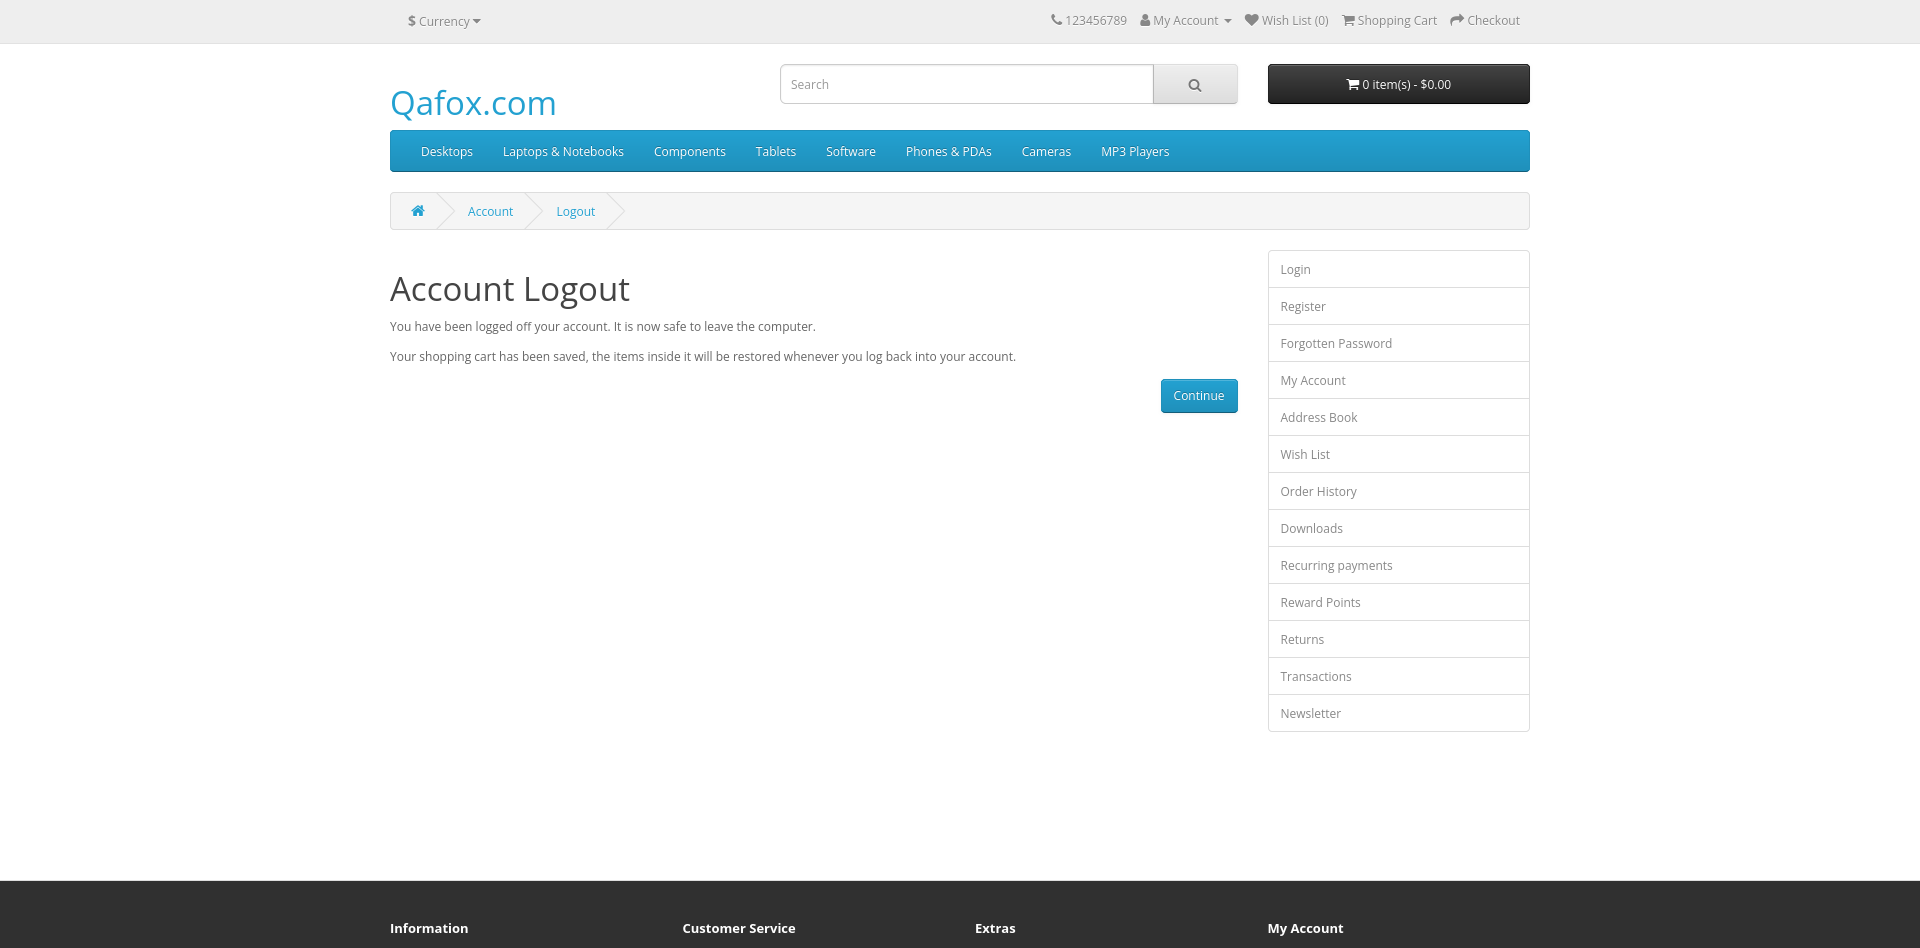 $ Currency
123456789 My Account Wish List (0) Shopping Cart Checkout
Qafox.com
Search
0 item(s) - $0.00
Desktops Laptops & Notebooks Components Tablets Software Phones & PDAs Cameras MP3 Players
Account Logout
Account Logout
You have been logged off your account. It is now safe to leave the computer.
Your shopping cart has been saved, the items inside it will be restored whenever you log back into your account.
Continue
Login
Register
Forgotten Password
My Account
Address Book
Wish List
Order History
Downloads
Recurring payments
Reward Points
Returns
Transactions
Newsletter
Information Customer Service Extras My Account